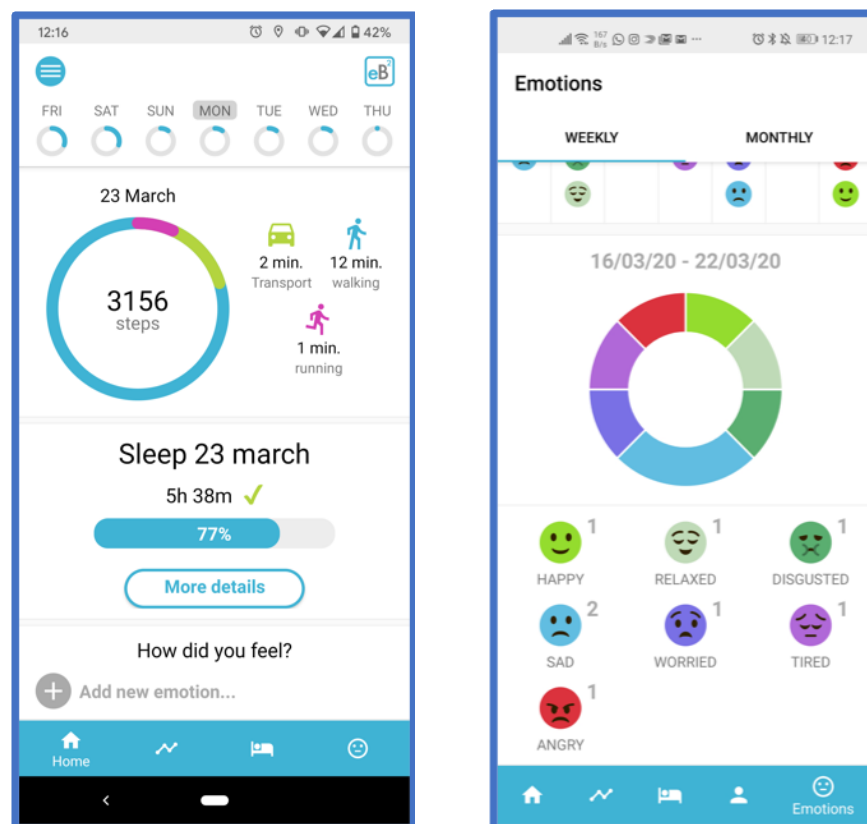 12:16 42%
eB2
FRI SAT SUN MON TUE WED THU
23 March
3156
steps
2 min. 12 min.
Transport walking
1 min.
running
Sleep 23 march
5h 38m
77%
More details
How did you feel?
Add new emotion...
Home
167
B/s 12:17
Emotions
WEEKLY MONTHLY
16/03/20 - 22/03/20
1 1 1
HAPPY RELAXED DISGUSTED
2 1 1
SAD WORRIED TIRED
1
ANGRY
Emotions